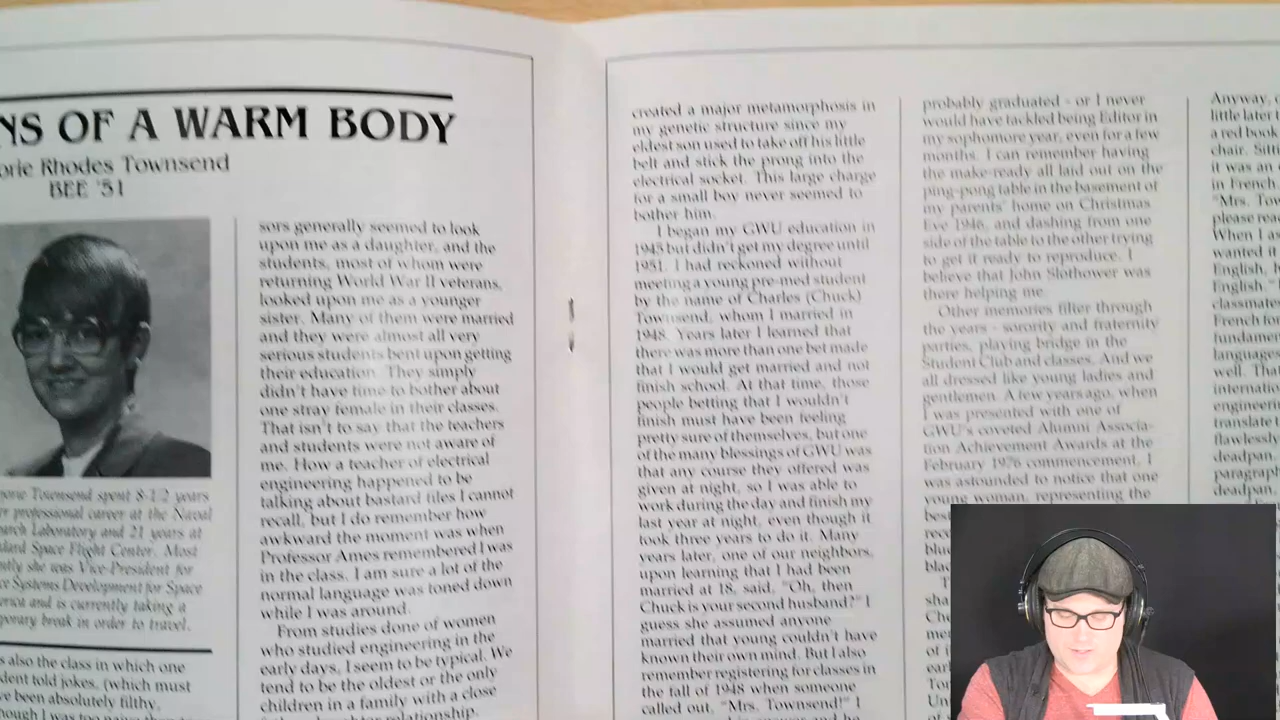 NS OF A WARM BODY
orie Rhodes Townsend
BEE '51
orie Townsend spent 8-1/2 years
r professional career at the Naval
arch Laboratory and 21 years at
dard Space Flight Center. Most
ntly she was Vice-President for
ce Systems Development for Space
erica and is currently taking a
porary break in order to travel.
s also the class in which one
dent told jokes, (which must
ve been absolutely filthy,
hough I was too naive
sors generally seemed to look
upon me as a daughter, and the
students, most of whom were
returning World War II veterans,
looked upon me as a younger
sister. Many of them were married
and they were almost all very
serious students bent upon getting
their education. They simply
didn't have time to bother about
one stray female in their classes.
That isn't to say that the teachers
and students were not aware of
me. How a teacher of electrical
engineering happened to be
talking about bastard files I cannot
recall, but I do remember how
awkward the moment was when
Professor Ames remembered I was
in the class. I am sure a lot of the
normal language was toned down
while I was around.
From studies done of women
who studied engineering in the
early days, I seem to be typical. We
tend to be the oldest or the only
children in a family with a close
relationship.
created a major metamorphosis in
my genetic structure since my
eldest son used to take off his little
belt and stick the prong into the
electrical socket. This large charge
for a small boy never seemed to
bother him.
I began my GWU education in
1945 but didn't get my degree until
1951. I had reckoned without
meeting a young pre-med student
by the name of Charles (Chuck)
Townsend, whom I married in
1948. Years later I learned that
there was more than one bet made
that I would get married and not
finish school. At that time, those
people betting that I wouldn't
finish must have been feeling
pretty sure of themselves, but one
of the many blessings of GWU was
that any course they offered was
given at night, so I was able to
work during the day and finish my
last year at night, even though it
took three years to do it. Many
years later, one of our neighbors,
upon learning that I had been
married at 18, said, "Oh, then
Chuck is your second husband?" I
guess she assumed anyone
married that young couldn't have
known their own mind. But I also
remember registering for classes in
the fall of 1948 when someone
called out, "Mrs. Townsend!" I
probably graduated - or I never
would have tackled being Editor in
my sophomore year, even for a few
months. I can remember having
the make-ready all laid out on the
ping-pong table in the basement of
my parents' home on Christmas
Eve 1946, and dashing from one
side of the table to the other trying
to get it ready to reproduce. I
believe that John Slothower was
there helping me.
Other memories filter through
the years - sorority and fraternity
parties, playing bridge in the
Student Club and classes. And we
all dressed like young ladies and
gentlemen. A few years ago, when
I was presented with one of
GWU's coveted Alumni Associa-
tion Achievement Awards at the
February 1976 commencement, I
was astounded to notice that one
young woman, representing the
Anyway,
little later t
a red book
chair. Sitti
it was an
in French
"Mrs. Tow
please rea
When I as
wanted it
English, h
English."
classmate
French fo
fundamen
languages
well. That
internatio
engineerin
translate t
flawlessly
deadpan.
paragraph
deadpan.